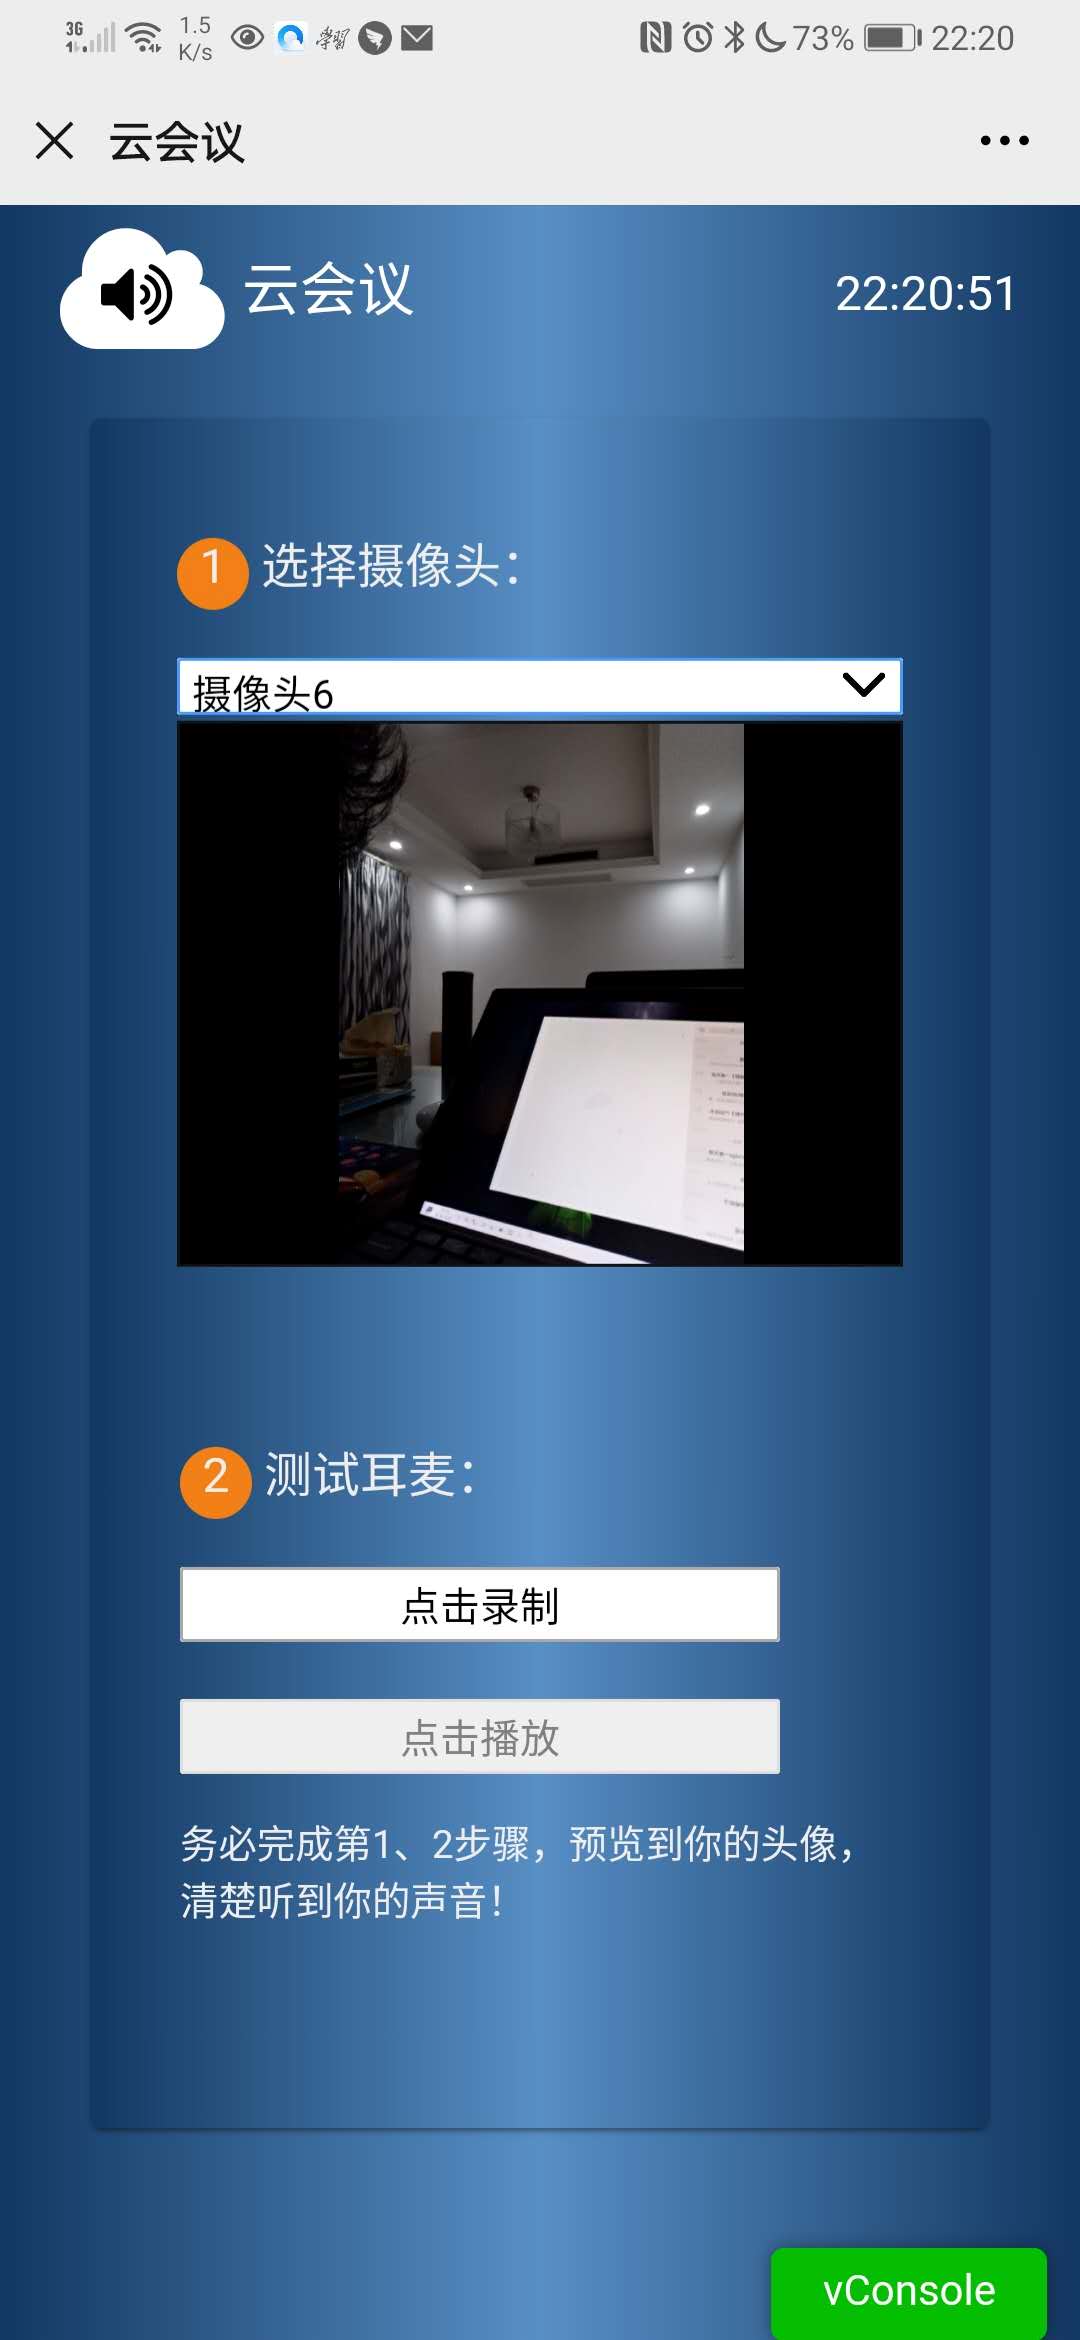 3G 1.5 K/s 學習 73% 22:20
云会议
云会议 22:20:51
1 选择摄像头：
摄像头6
2 测试耳麦：
点击录制
点击播放
务必完成第1、2步骤，预览到你的头像，
清楚听到你的声音！
vConsole